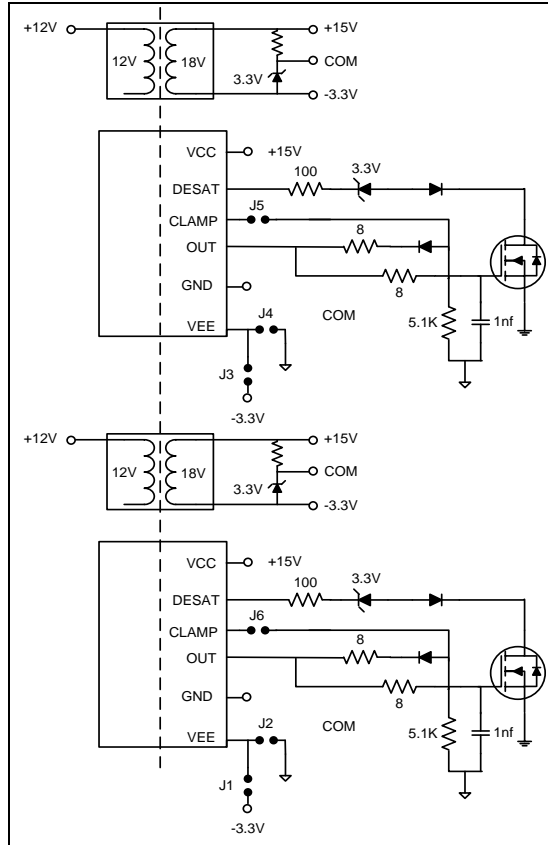 +12V
+15V
12V
18V
COM
3.3V
-3.3V
VCC
+15V
DESAT
100
3.3V
CLAMP
J5
OUT
8
8
GND
COM
5.1K
1nf
VEE
J4
J3
-3.3V
+12V
+15V
12V
18V
COM
3.3V
-3.3V
VCC
+15V
DESAT
100
3.3V
CLAMP
J6
OUT
8
8
GND
COM
5.1K
1nf
VEE
J2
J1
-3.3V